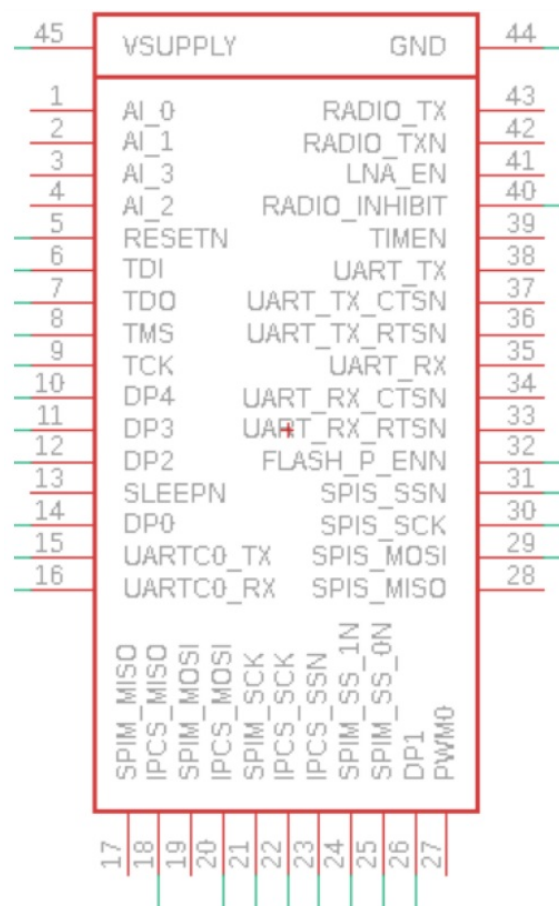 45 VSUPPLY GND 44
1 AI_0 RADIO_TX 43
2 AI_1 RADIO_TXN 42
3 AI_3 LNA_EN 41
4 AI_2 RADIO_INHIBIT 40
5 RESETN TIMEN 39
6 TDI UART_TX 38
7 TDO UART_TX_CTSN 37
8 TMS UART_TX_RTSN 36
9 TCK UART_RX 35
10 DP4 UART_RX_CTSN 34
11 DP3 UART_RX_RTSN 33
12 DP2 FLASH_P_ENN 32
13 SLEEPN SPIS_SSN 31
14 DP0 SPIS_SCK 30
15 UARTC0_TX SPIS_MOSI 29
16 UARTC0_RX SPIS_MISO 28
SPIM_MISO
IPCS_MISO
SPIM_MOSI
IPCS_MOSI
SPIM_SCK
IPCS_SCK
IPCS_SSN
SPIM_SS_1N
SPIM_SS_0N
DP1
PWM0
17
18
19
20
21
22
23
24
25
26
27